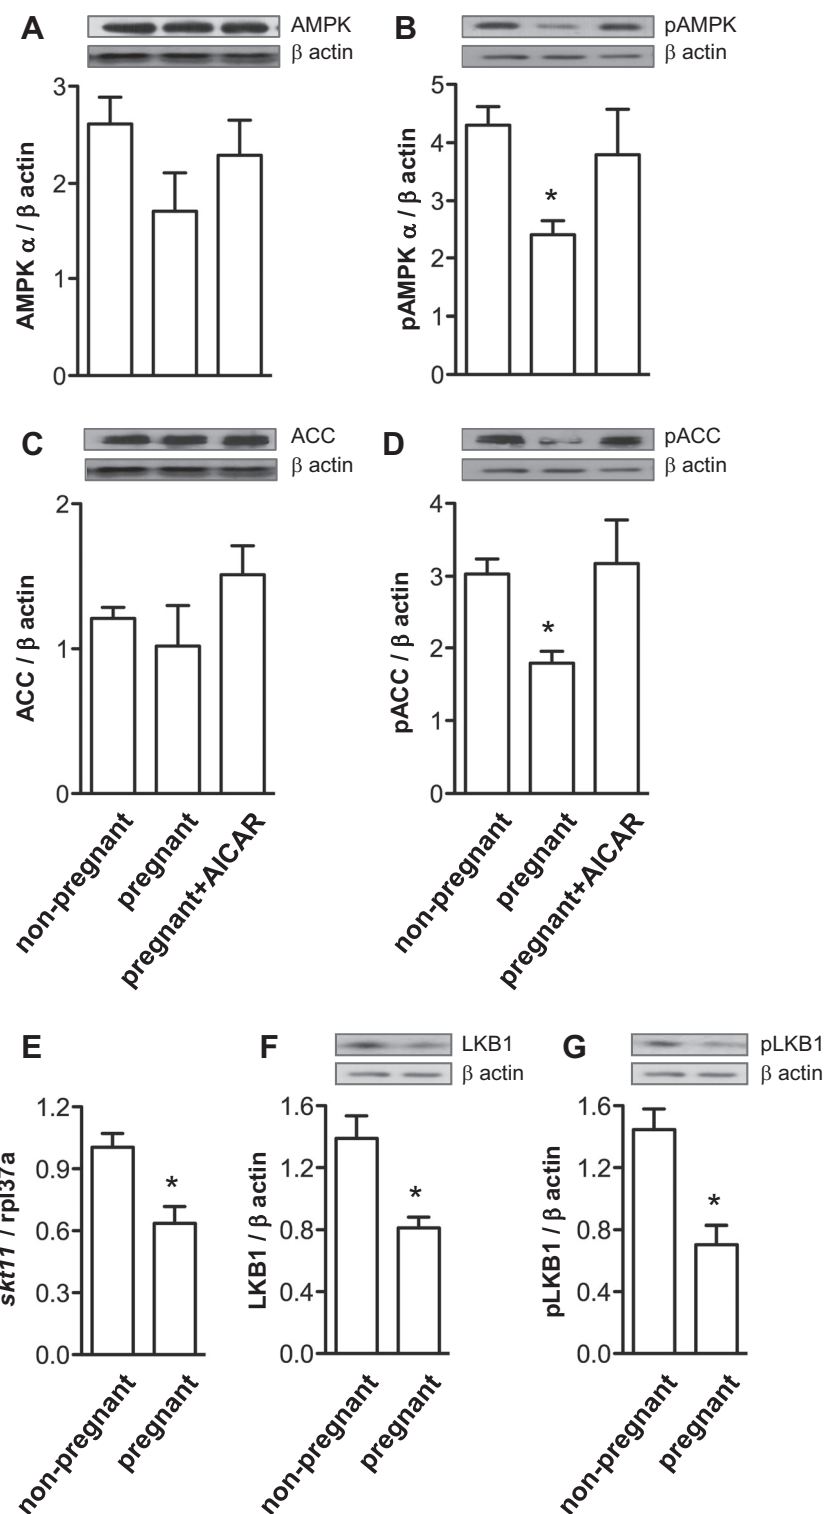 A
AMPK
β actin
3
2
1
0
AMPK α / β actin
B
pAMPK
β actin
5
4
3
2
1
0
pAMPK α / β actin
*
C
ACC
β actin
2
1
0
ACC / β actin
non-pregnant
pregnant
pregnant+AICAR
D
pACC
β actin
4
3
2
1
0
pACC / β actin
*
non-pregnant
pregnant
pregnant+AICAR
E
1.2
0.9
0.6
0.3
0.0
skt11 / rpl37a
*
non-pregnant
pregnant
F
LKB1
β actin
1.6
1.2
0.8
0.4
0.0
LKB1 / β actin
*
non-pregnant
pregnant
G
pLKB1
β actin
1.6
1.2
0.8
0.4
0.0
pLKB1 / β actin
*
non-pregnant
pregnant